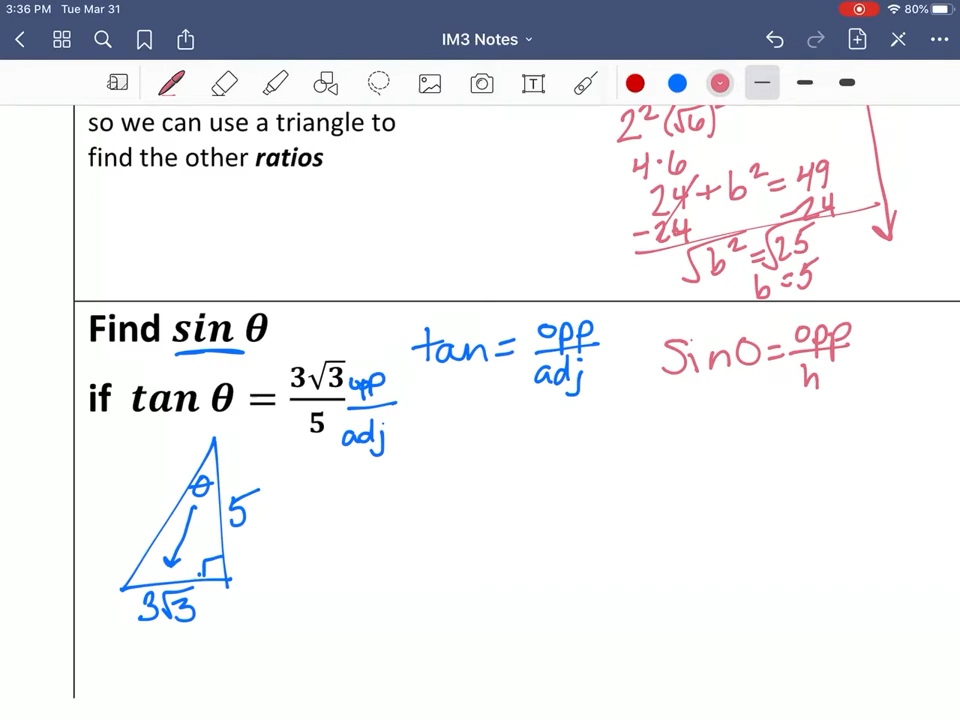 3:36 PM Tue Mar 31
80%
IM3 Notes
T
so we can use a triangle to
find the other ratios
2² (√6)²
4 · 6
24 + b² = 49
-24 -24
√b² = √25
b = 5
Find sin θ
tan = opp/adj
sin θ = opp/h
if tan θ = 3√3/5 opp/adj
θ
5
3√3